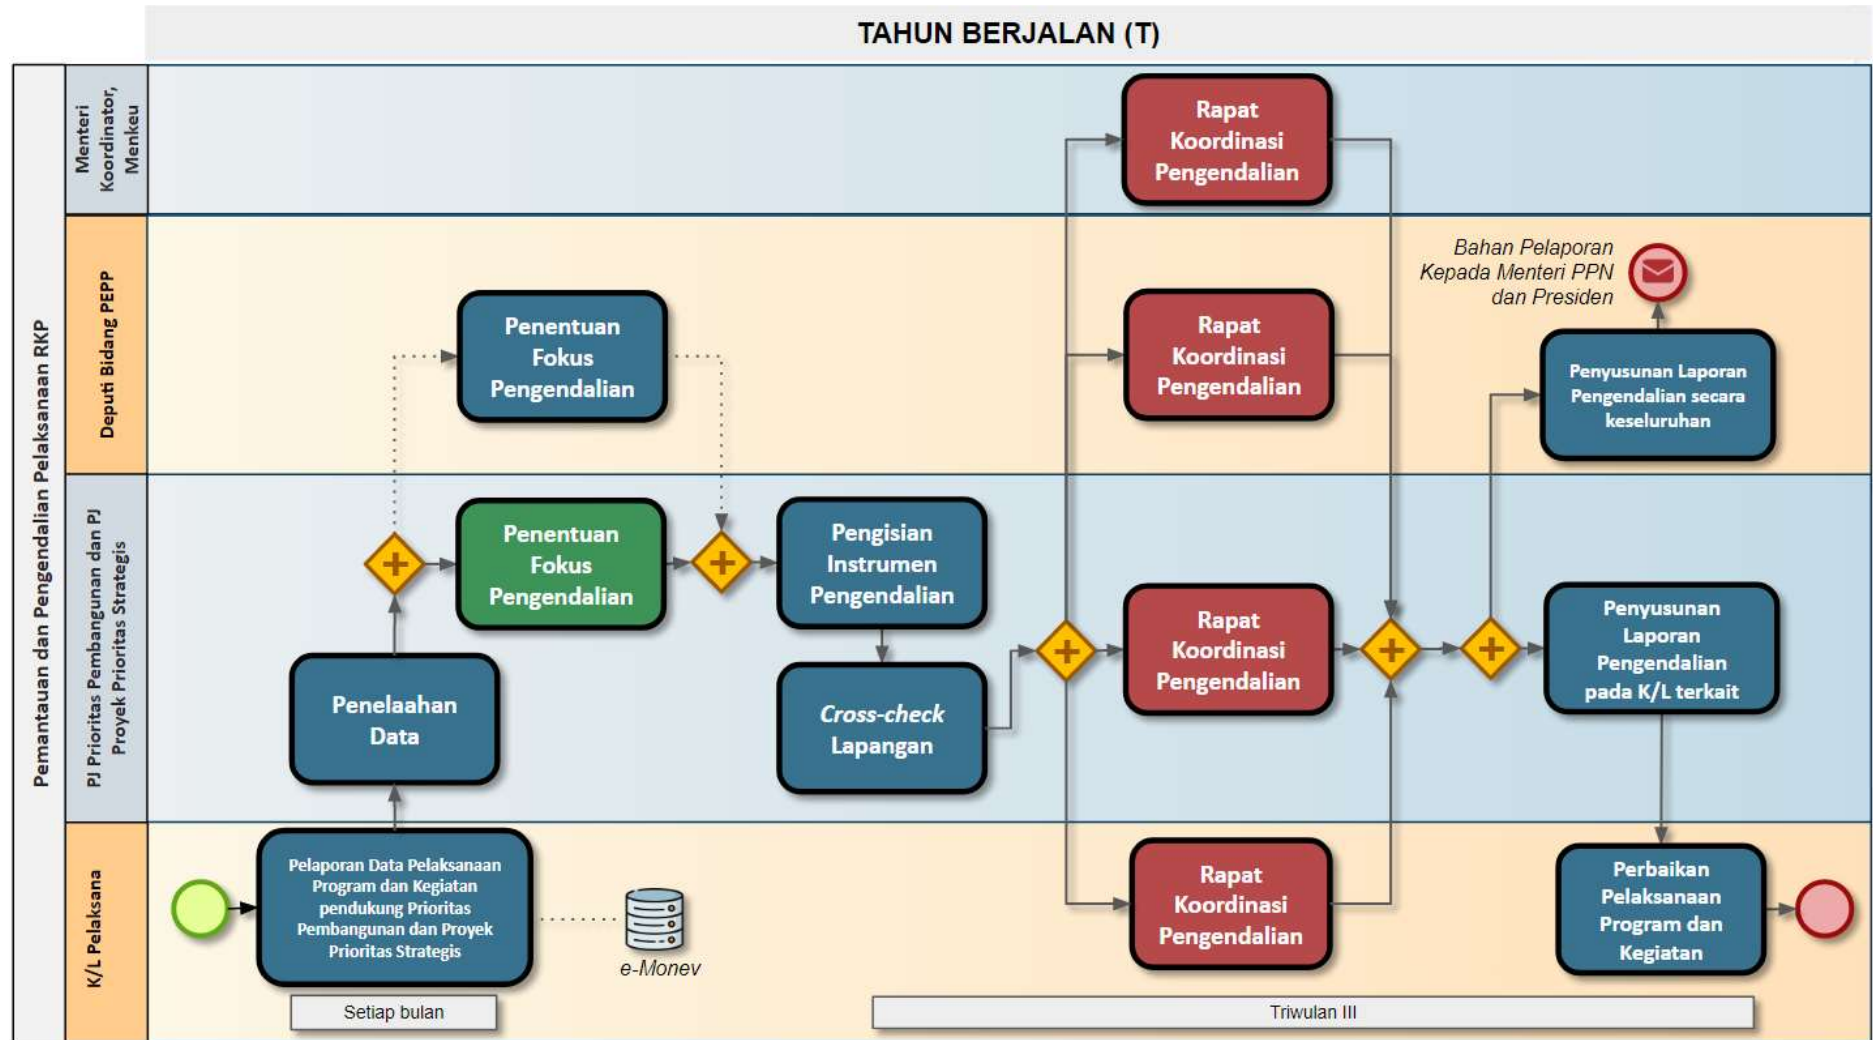 TAHUN BERJALAN (T)
Pemantauan dan Pengendalian Pelaksanaan RKP
Menteri
Koordinator,
Menkeu
Rapat
Koordinasi
Pengendalian
Deputi Bidang PEPP
Penentuan
Fokus
Pengendalian
Rapat
Koordinasi
Pengendalian
Bahan Pelaporan
Kepada Menteri PPN
dan Presiden
Penyusunan Laporan
Pengendalian secara
keseluruhan
PJ Prioritas Pembangunan dan PJ
Proyek Prioritas Strategis
Penelaahan
Data
Penentuan
Fokus
Pengendalian
Pengisian
Instrumen
Pengendalian
Cross-check
Lapangan
Rapat
Koordinasi
Pengendalian
Penyusunan
Laporan
Pengendalian
pada K/L terkait
K/L Pelaksana
Pelaporan Data Pelaksanaan
Program dan Kegiatan
pendukung Prioritas
Pembangunan dan Proyek
Prioritas Strategis
e-Monev
Rapat
Koordinasi
Pengendalian
Perbaikan
Pelaksanaan
Program dan
Kegiatan
Setiap bulan
Triwulan III